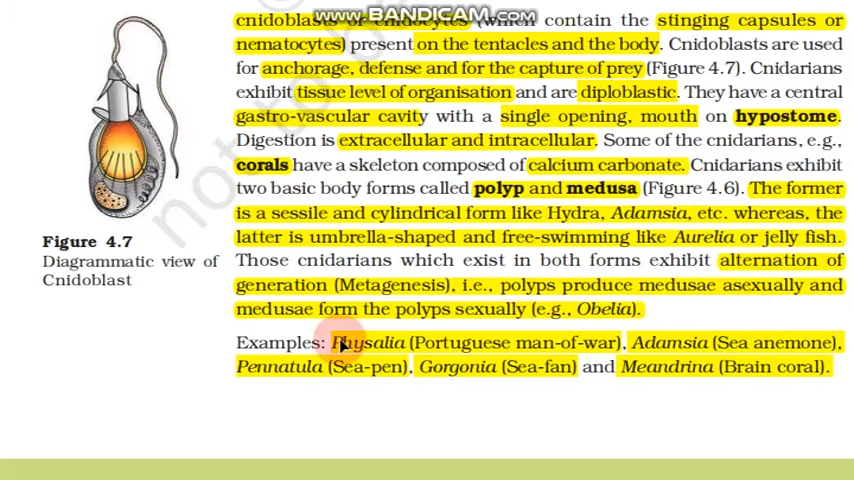 www.BANDICAM.com
cnidoblasts or cnidocytes (which contain the stinging capsules or
nematocytes) present on the tentacles and the body. Cnidoblasts are used
for anchorage, defense and for the capture of prey (Figure 4.7). Cnidarians
exhibit tissue level of organisation and are diploblastic. They have a central
gastro-vascular cavity with a single opening, mouth on hypostome.
Digestion is extracellular and intracellular. Some of the cnidarians, e.g.,
corals have a skeleton composed of calcium carbonate. Cnidarians exhibit
two basic body forms called polyp and medusa (Figure 4.6). The former
is a sessile and cylindrical form like Hydra, Adamsia, etc. whereas, the
latter is umbrella-shaped and free-swimming like Aurelia or jelly fish.
Those cnidarians which exist in both forms exhibit alternation of
generation (Metagenesis), i.e., polyps produce medusae asexually and
medusae form the polyps sexually (e.g., Obelia).
Examples: Physalia (Portuguese man-of-war), Adamsia (Sea anemone),
Pennatula (Sea-pen), Gorgonia (Sea-fan) and Meandrina (Brain coral).
Figure 4.7
Diagrammatic view of
Cnidoblast
not to be